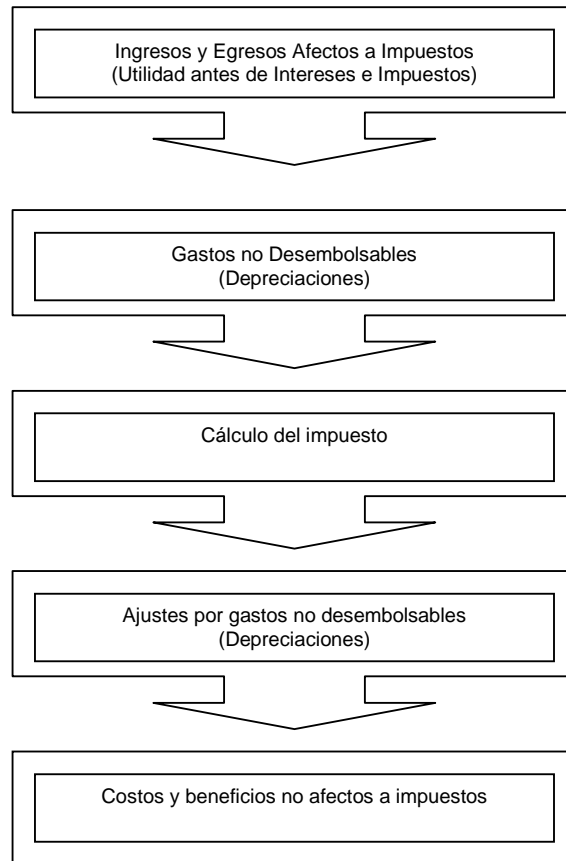 Ingresos y Egresos Afectos a Impuestos
(Utilidad antes de Intereses e Impuestos)
Gastos no Desembolsables
(Depreciaciones)
Cálculo del impuesto
Ajustes por gastos no desembolsables
(Depreciaciones)
Costos y beneficios no afectos a impuestos